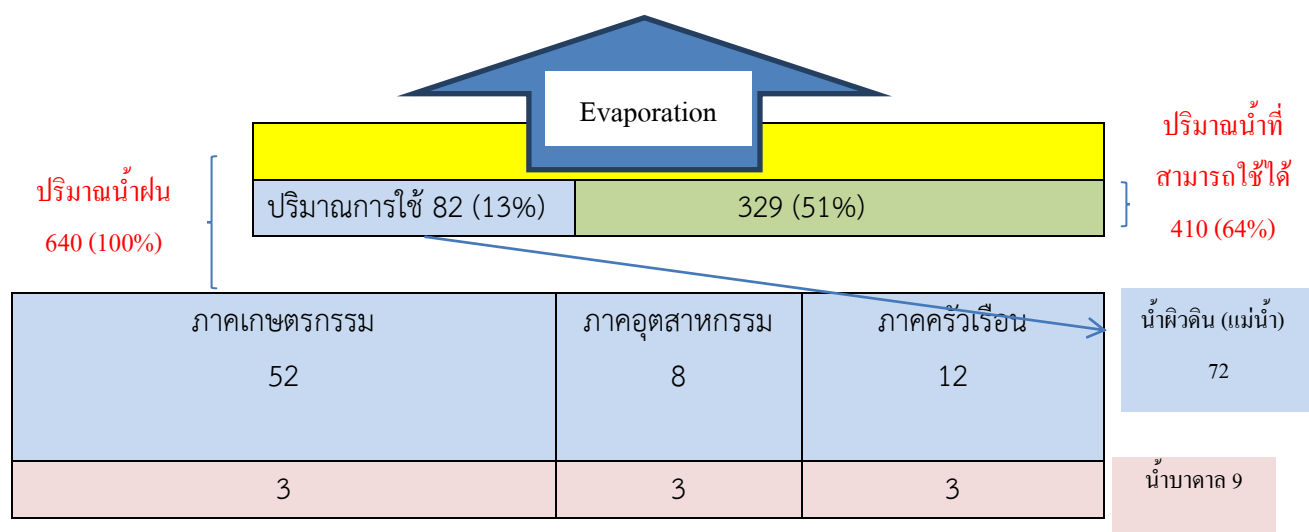 Evaporation
ปริมาณน้ำที่
สามารถใช้ได้
410 (64%)
ปริมาณน้ำฝน
640 (100%)
ปริมาณการใช้ 82 (13%)
329 (51%)
ภาคเกษตรกรรม
52
ภาคอุตสาหกรรม
8
ภาคครัวเรือน
12
น้ำผิวดิน (แม่น้ำ)
72
3
3
3
น้ำบาดาล 9